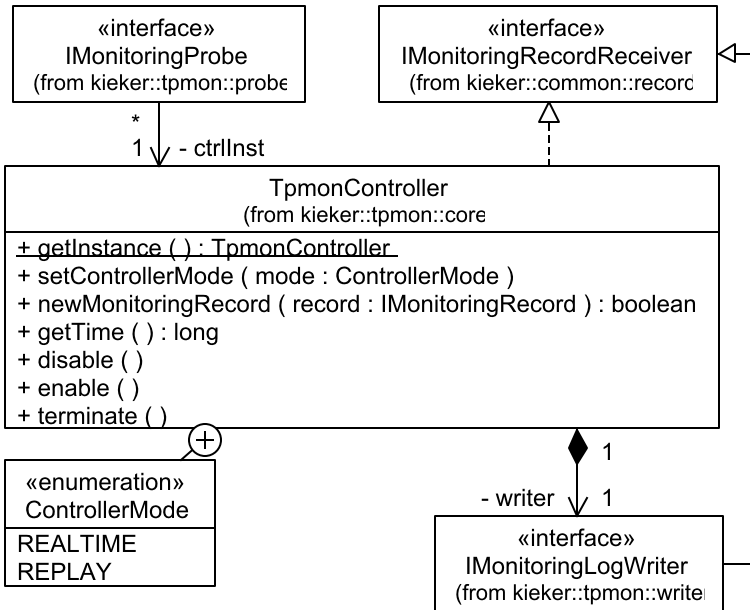 «interface»
IMonitoringProbe
(from kieker::tpmon::probe
«interface»
IMonitoringRecordReceiver
(from kieker::common::record
*
1
- ctrlInst
TpmonController
(from kieker::tpmon::core
+ getInstance ( ) : TpmonController
+ setControllerMode ( mode : ControllerMode )
+ newMonitoringRecord ( record : IMonitoringRecord ) : boolean
+ getTime ( ) : long
+ disable ( )
+ enable ( )
+ terminate ( )
«enumeration»
ControllerMode
REALTIME
REPLAY
1
- writer
1
«interface»
IMonitoringLogWriter
(from kieker::tpmon::write